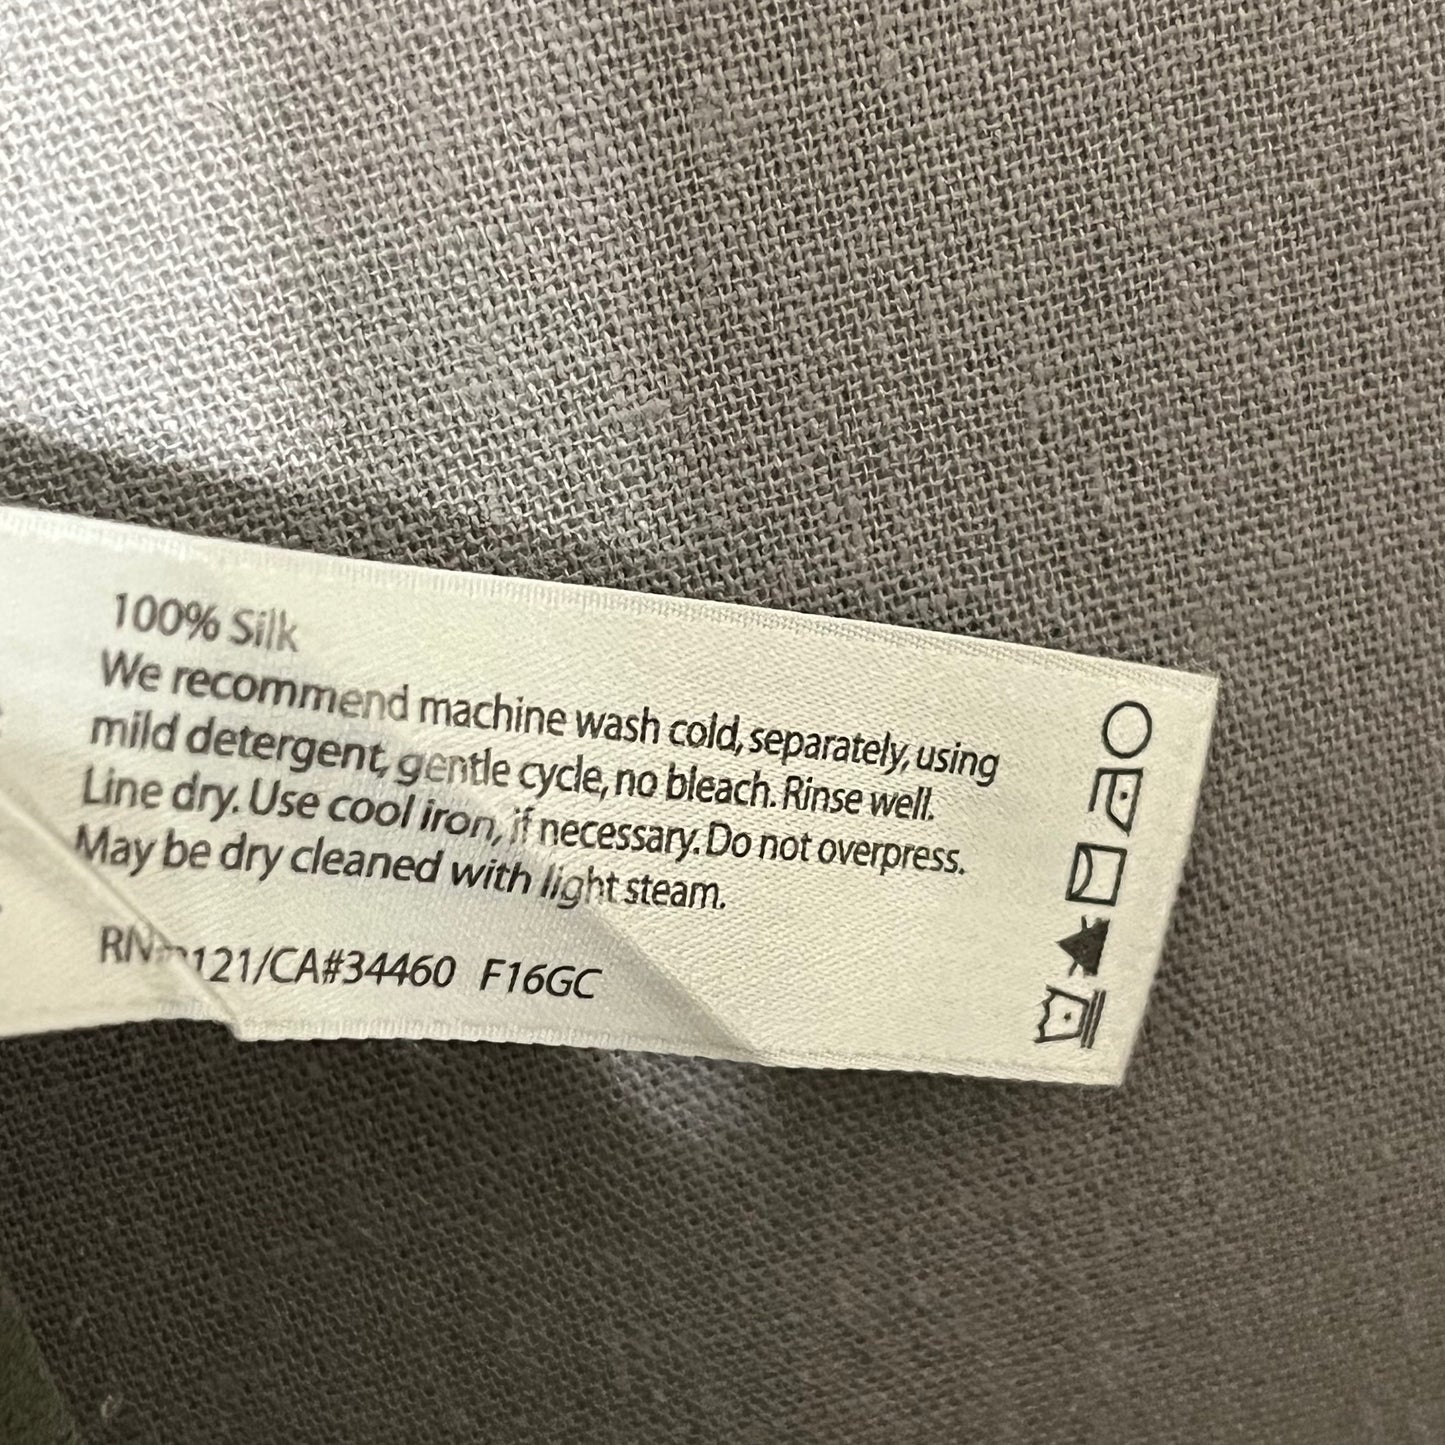 100% Silk
We recommend machine wash cold, separately, using
mild detergent, gentle cycle, no bleach. Rinse well.
Line dry. Use cool iron, if necessary. Do not overpress.
May be dry cleaned with light steam.
CA#34460 F16GC